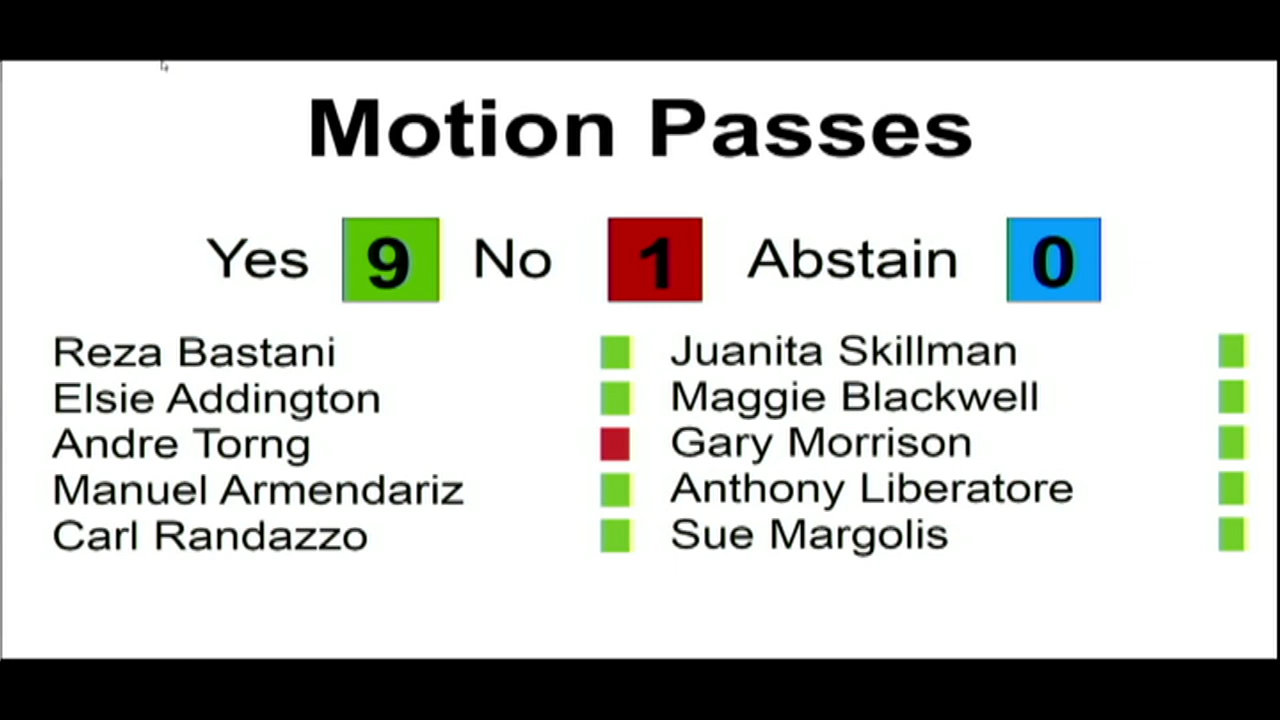 Motion Passes
Yes 9 No 1 Abstain 0
Reza Bastani
Elsie Addington
Andre Torng
Manuel Armendariz
Carl Randazzo
Juanita Skillman
Maggie Blackwell
Gary Morrison
Anthony Liberatore
Sue Margolis